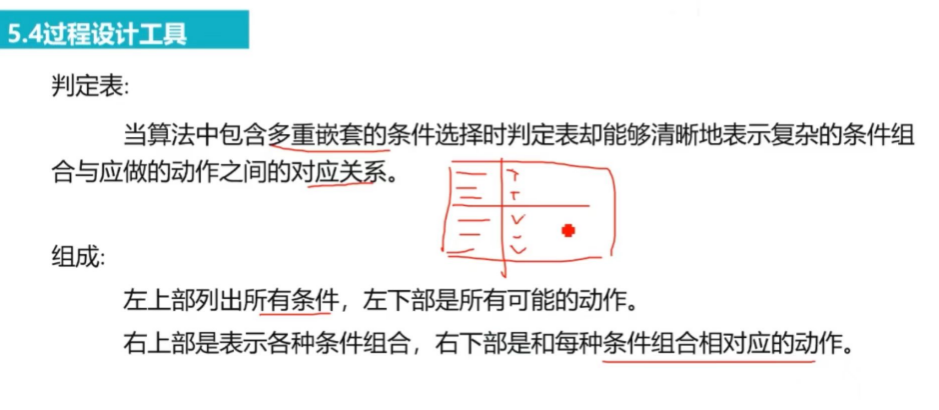 5.4过程设计工具
判定表:
当算法中包含多重嵌套的条件选择时判定表却能够清晰地表示复杂的条件组
合与应做的动作之间的对应关系。
T
T
组成:
左上部列出所有条件，左下部是所有可能的动作。
右上部是表示各种条件组合，右下部是和每种条件组合相对应的动作。